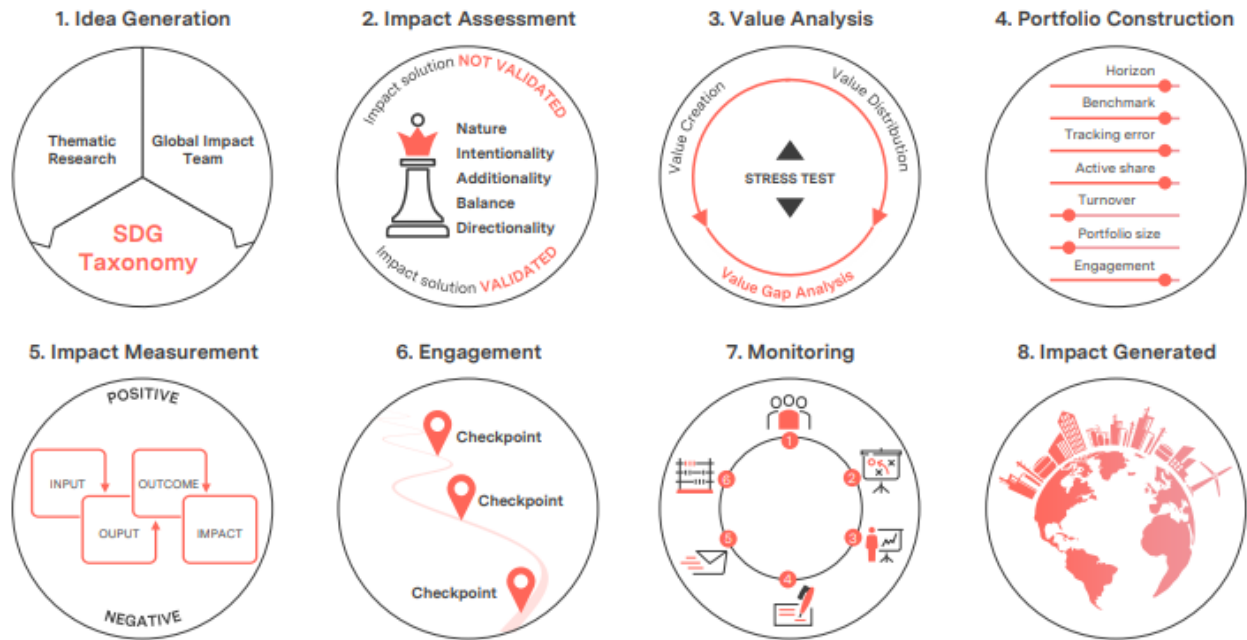 1. Idea Generation
Thematic
Research
Global Impact
Team
SDG
Taxonomy
2. Impact Assessment
Impact solution NOT VALIDATED
Nature
Intentionality
Additionality
Balance
Directionality
Impact solution VALIDATED
3. Value Analysis
Value Creation
Value Distribution
STRESS TEST
Value Gap Analysis
4. Portfolio Construction
Horizon
Benchmark
Tracking error
Active share
Turnover
Portfolio size
Engagement
5. Impact Measurement
POSITIVE
INPUT
OUTCOME
OUPUT
IMPACT
NEGATIVE
6. Engagement
Checkpoint
Checkpoint
Checkpoint
7. Monitoring
1
2
3
4
5
6
8. Impact Generated